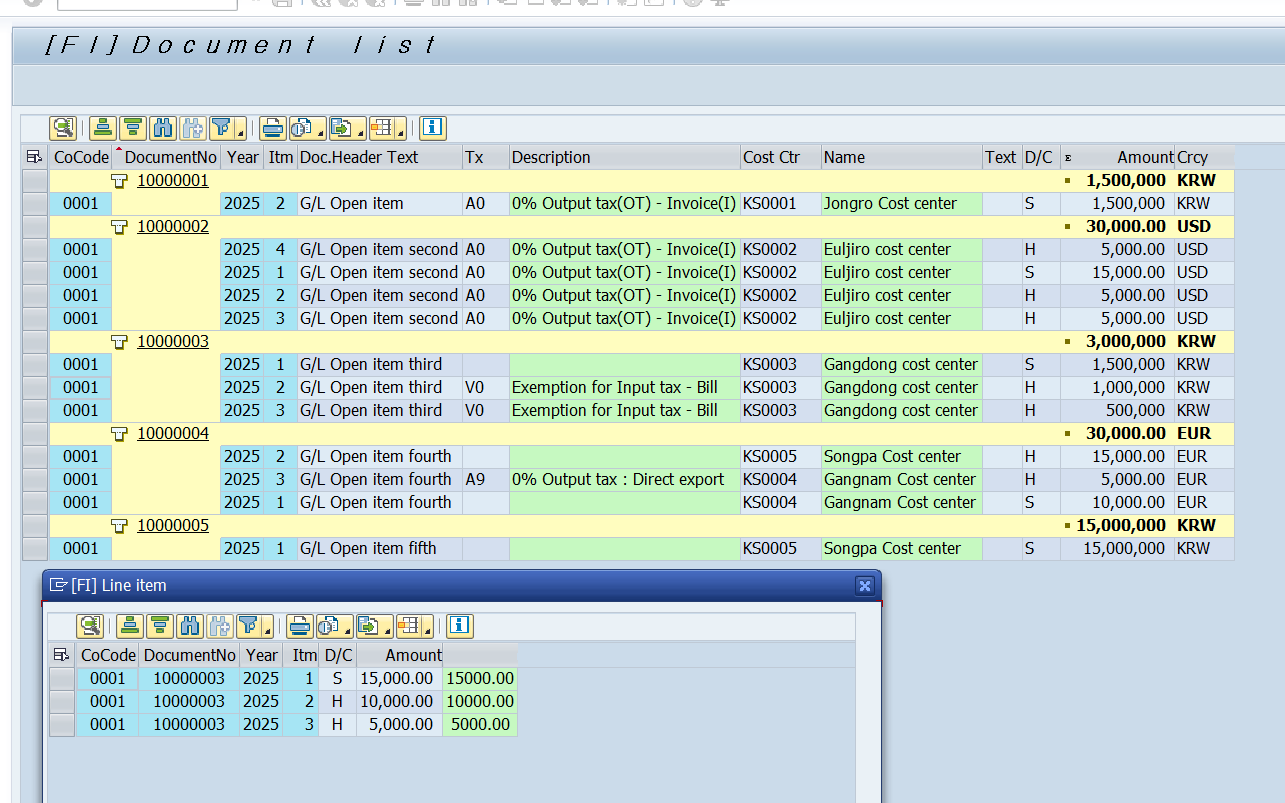 [FI]Document list
CoCode DocumentNo Year Itm Doc.Header Text Tx Description Cost Ctr Name Text D/C Σ Amount Crcy
10000001 1,500,000 KRW
0001 2025 2 G/L Open item A0 0% Output tax(OT) - Invoice(I) KS0001 Jongro Cost center S 1,500,000 KRW
10000002 30,000.00 USD
0001 2025 4 G/L Open item second A0 0% Output tax(OT) - Invoice(I) KS0002 Euljiro cost center H 5,000.00 USD
0001 2025 1 G/L Open item second A0 0% Output tax(OT) - Invoice(I) KS0002 Euljiro cost center S 15,000.00 USD
0001 2025 2 G/L Open item second A0 0% Output tax(OT) - Invoice(I) KS0002 Euljiro cost center H 5,000.00 USD
0001 2025 3 G/L Open item second A0 0% Output tax(OT) - Invoice(I) KS0002 Euljiro cost center H 5,000.00 USD
10000003 3,000,000 KRW
0001 2025 1 G/L Open item third KS0003 Gangdong cost center S 1,500,000 KRW
0001 2025 2 G/L Open item third V0 Exemption for Input tax - Bill KS0003 Gangdong cost center H 1,000,000 KRW
0001 2025 3 G/L Open item third V0 Exemption for Input tax - Bill KS0003 Gangdong cost center H 500,000 KRW
10000004 30,000.00 EUR
0001 2025 2 G/L Open item fourth KS0005 Songpa Cost center H 15,000.00 EUR
0001 2025 3 G/L Open item fourth A9 0% Output tax : Direct export KS0004 Gangnam Cost center H 5,000.00 EUR
0001 2025 1 G/L Open item fourth KS0004 Gangnam Cost center S 10,000.00 EUR
10000005 15,000,000 KRW
0001 2025 1 G/L Open item fifth KS0005 Songpa Cost center S 15,000,000 KRW
[FI] Line item
CoCode DocumentNo Year Itm D/C Amount
0001 10000003 2025 1 S 15,000.00 15000.00
0001 10000003 2025 2 H 10,000.00 10000.00
0001 10000003 2025 3 H 5,000.00 5000.00